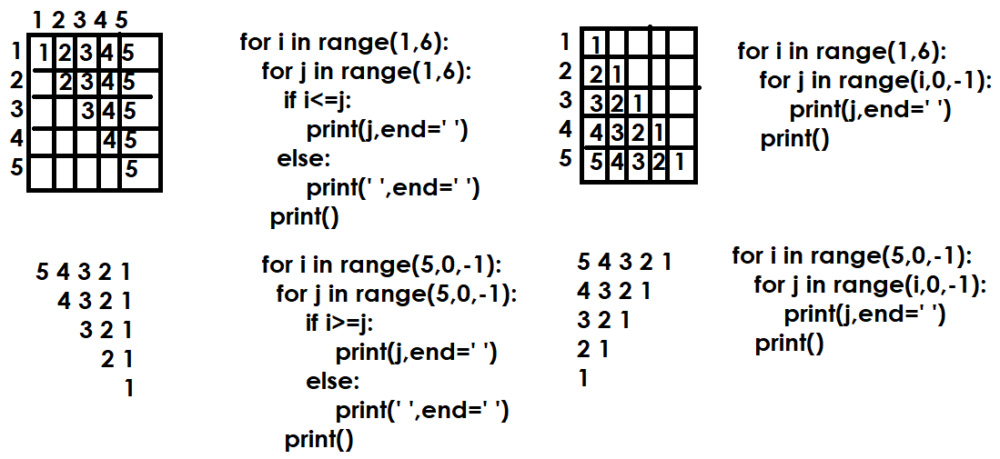 1 2 3 4 5
1 1 2 3 4 5
2 2 3 4 5
3 3 4 5
4 4 5
5 5
for i in range(1,6):
for j in range(1,6):
if i<=j:
print(j,end=' ')
else:
print(' ',end=' ')
print()
1 1
2 2 1
3 3 2 1
4 4 3 2 1
5 5 4 3 2 1
for i in range(1,6):
for j in range(i,0,-1):
print(j,end=' ')
print()
5 4 3 2 1
4 3 2 1
3 2 1
2 1
1
for i in range(5,0,-1):
for j in range(5,0,-1):
if i>=j:
print(j,end=' ')
else:
print(' ',end=' ')
print()
5 4 3 2 1
4 3 2 1
3 2 1
2 1
1
for i in range(5,0,-1):
for j in range(i,0,-1):
print(j,end=' ')
print()